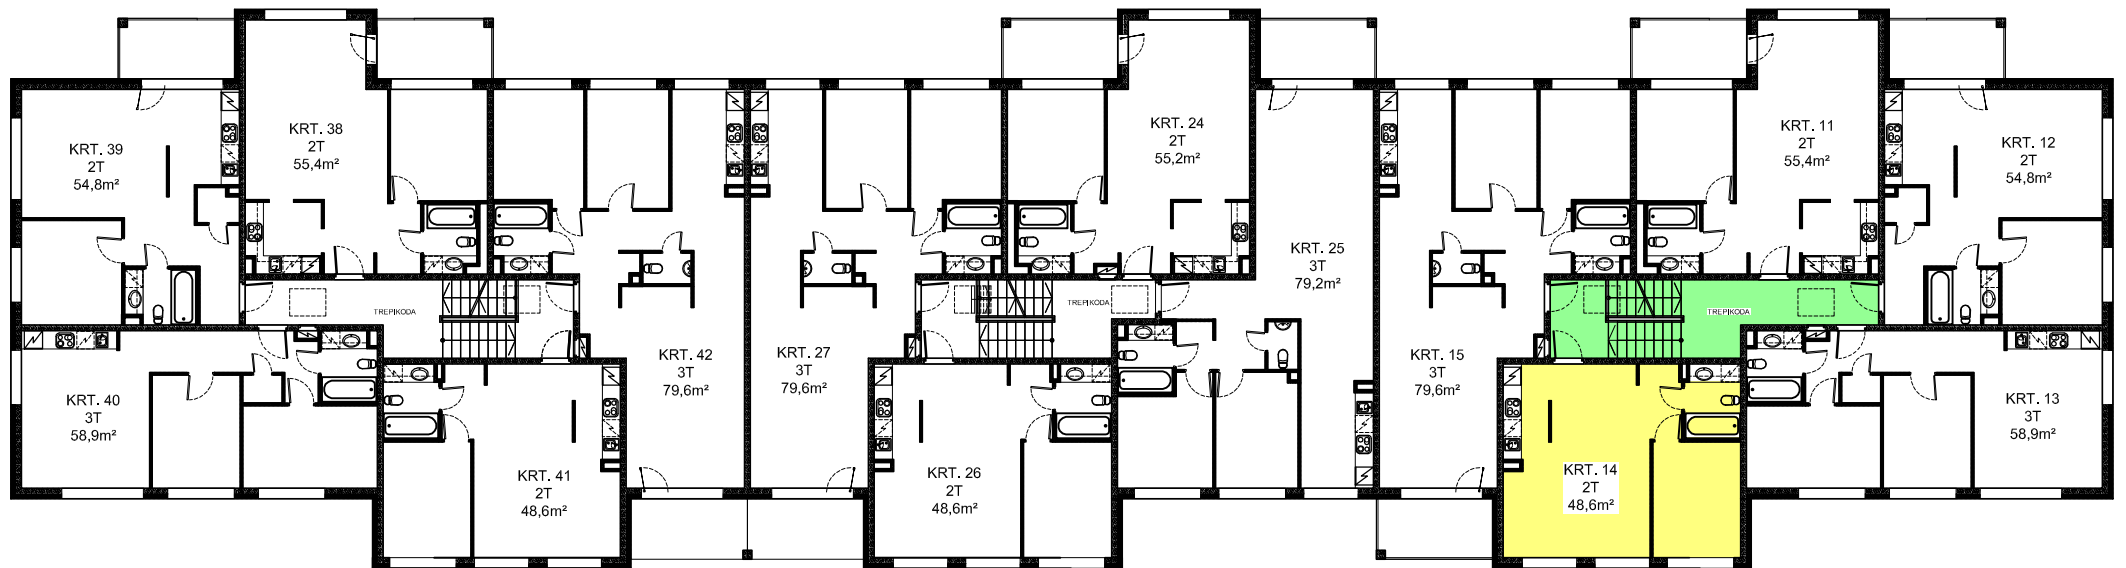 KRT. 39
2T
54,8m²
KRT. 38
2T
55,4m²
KRT. 24
2T
55,2m²
KRT. 11
2T
55,4m²
KRT. 12
2T
54,8m²
KRT. 25
3T
79,2m²
TREPIKODA
TREPIKODA
TREPIKODA
KRT. 40
3T
58,9m²
KRT. 41
2T
48,6m²
KRT. 42
3T
79,6m²
KRT. 27
3T
79,6m²
KRT. 26
2T
48,6m²
KRT. 15
3T
79,6m²
KRT. 14
2T
48,6m²
KRT. 13
3T
58,9m²